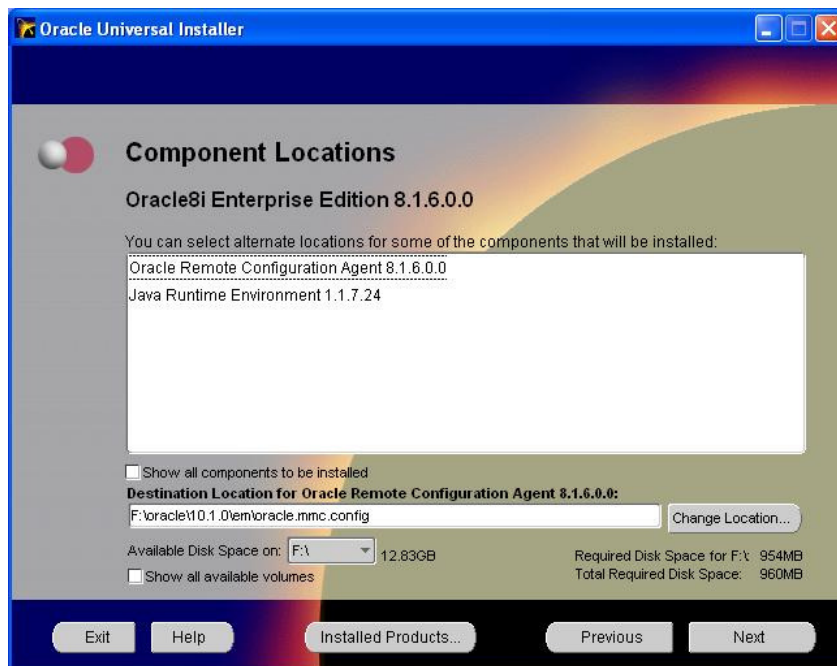 Oracle Universal Installer
Component Locations
Oracle8i Enterprise Edition 8.1.6.0.0
You can select alternate locations for some of the components that will be installed:
Oracle Remote Configuration Agent 8.1.6.0.0
Java Runtime Environment 1.1.7.24
Show all components to be installed
Destination Location for Oracle Remote Configuration Agent 8.1.6.0.0:
F:\oracle\10.1.0\em\oracle.mmc.config
Change Location...
Available Disk Space on: F:\ 12.83GB
Required Disk Space for F:\: 954MB
Show all available volumes
Total Required Disk Space: 960MB
Exit Help Installed Products... Previous Next